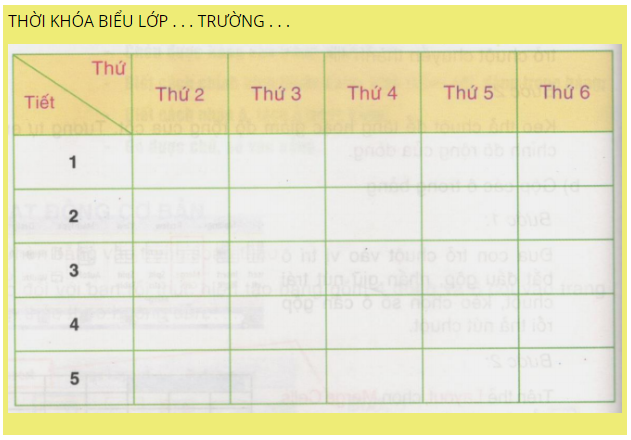 THỜI KHÓA BIỂU LỚP . . . TRƯỜNG . . .
Thứ
Tiết
Thứ 2 Thứ 3 Thứ 4 Thứ 5 Thứ 6
1
2
3
4
5